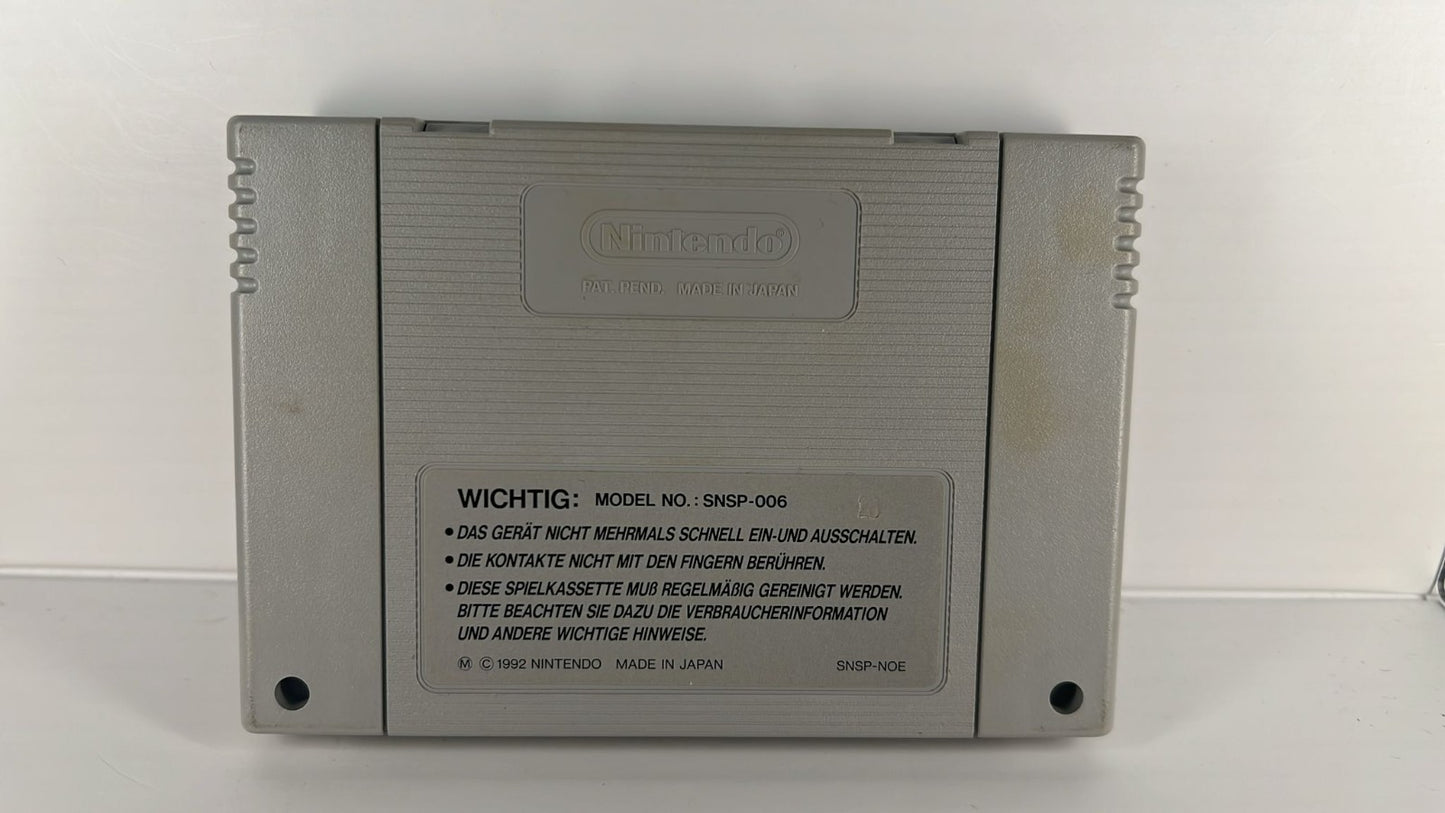 Nintendo®
PAT. PEND. MADE IN JAPAN
WICHTIG: MODEL NO.: SNSP-006
• DAS GERÄT NICHT MEHRMALS SCHNELL EIN-UND AUSSCHALTEN.
• DIE KONTAKTE NICHT MIT DEN FINGERN BERÜHREN.
• DIESE SPIELKASSETTE MUß REGELMÄßIG GEREINIGT WERDEN.
BITTE BEACHTEN SIE DAZU DIE VERBRAUCHERINFORMATION
UND ANDERE WICHTIGE HINWEISE.
Ⓜ © 1992 NINTENDO MADE IN JAPAN SNSP-NOE